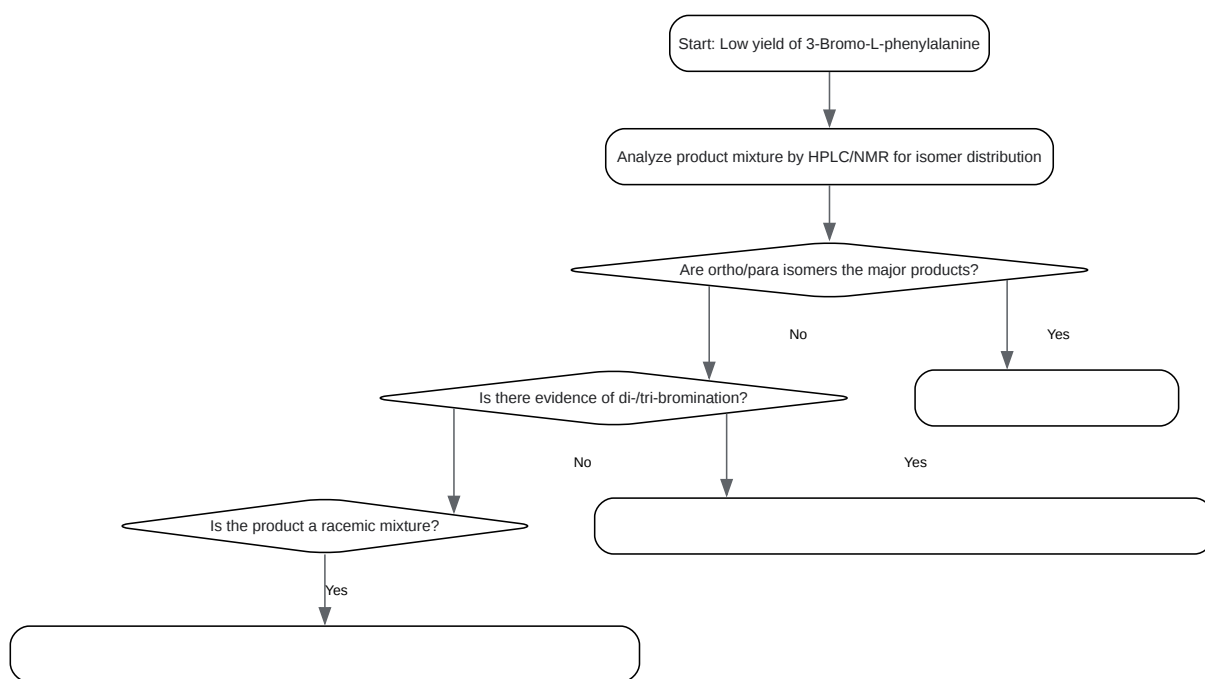 Start: Low yield of 3-Bromo-L-phenylalanine
Analyze product mixture by HPLC/NMR for isomer distribution
Are ortho/para isomers the major products?
No
Yes
Is there evidence of di-/tri-bromination?
No
Yes
Is the product a racemic mixture?
Yes